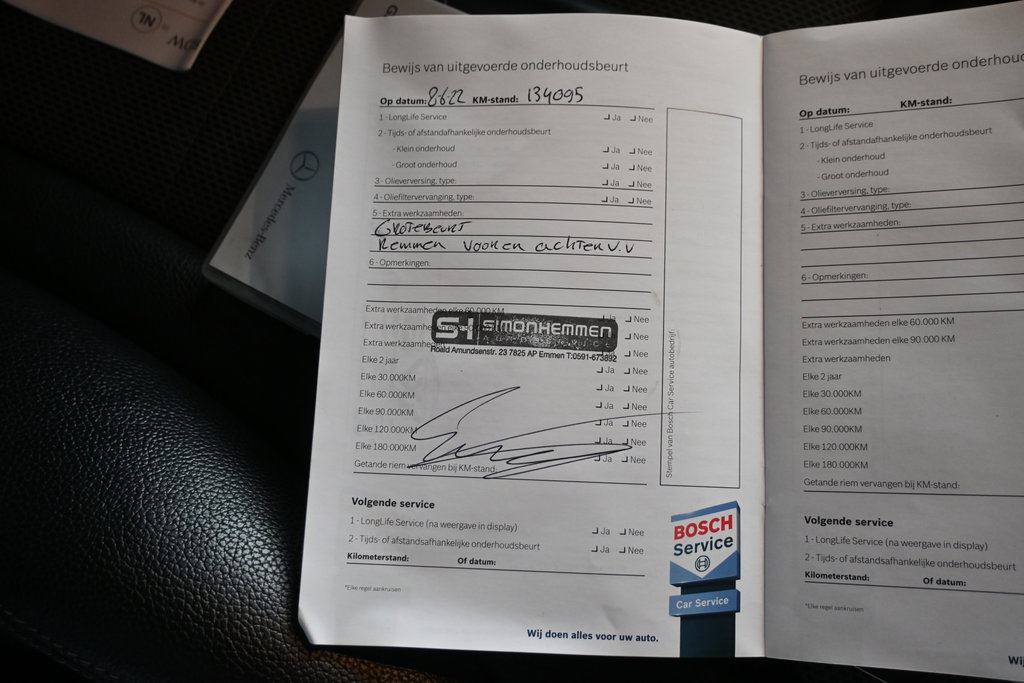 NL
Mercedes-Benz
Bewijs van uitgevoerde onderhoudsbeurt
Op datum: 8-6-22 KM-stand: 134095
1 - LongLife Service Ja Nee
2 - Tijds- of afstandafhankelijke onderhoudsbeurt
- Klein onderhoud Ja Nee
- Groot onderhoud Ja Nee
3 - Olieverversing, type: Ja Nee
4 - Oliefiltervervanging, type: Ja Nee
5 - Extra werkzaamheden:
GROTEBEURT
Remmen voor en achter v.v
6 - Opmerkingen:
Extra werkzaamheden elke 60.000 KM Ja Nee
Extra werkzaamheden Nee
Extra werkzaamheden Nee
SIMONHEMMEN
Roald Amundsenstr. 23 7825 AP Emmen T:0591-673892
Elke 2 jaar Ja Nee
Elke 30.000KM Ja Nee
Elke 60.000KM Ja Nee
Elke 90.000KM Ja Nee
Elke 120.000KM Ja Nee
Elke 180.000KM Ja Nee
Getande riem vervangen bij KM-stand:
Stempel van Bosch Car Service autobedrijf:
Volgende service
1 - LongLife Service (na weergave in display) Ja Nee
2 - Tijds- of afstandsafhankelijke onderhoudsbeurt Ja Nee
Kilometerstand: Of datum:
*Elke regel aankruisen
BOSCH
Service
Car Service
Wij doen alles voor uw auto.
Bewijs van uitgevoerde onderhou
Op datum: KM-stand:
1 - LongLife Service
2 - Tijds- of afstandafhankelijke onderhoudsbeurt
- Klein onderhoud
- Groot onderhoud
3 - Olieverversing, type:
4 - Oliefiltervervanging, type:
5 - Extra werkzaamheden:
6 - Opmerkingen:
Extra werkzaamheden elke 60.000 KM
Extra werkzaamheden elke 90.000 KM
Extra werkzaamheden
Elke 2 jaar
Elke 30.000KM
Elke 60.000KM
Elke 90.000KM
Elke 120.000KM
Elke 180.000KM
Getande riem vervangen bij KM-stand:
Volgende service
1 - LongLife Service (na weergave in display)
2 - Tijds- of afstandsafhankelijke onderhoudsbeurt
Kilometerstand: Of datum:
*Elke regel aankruisen
Wij